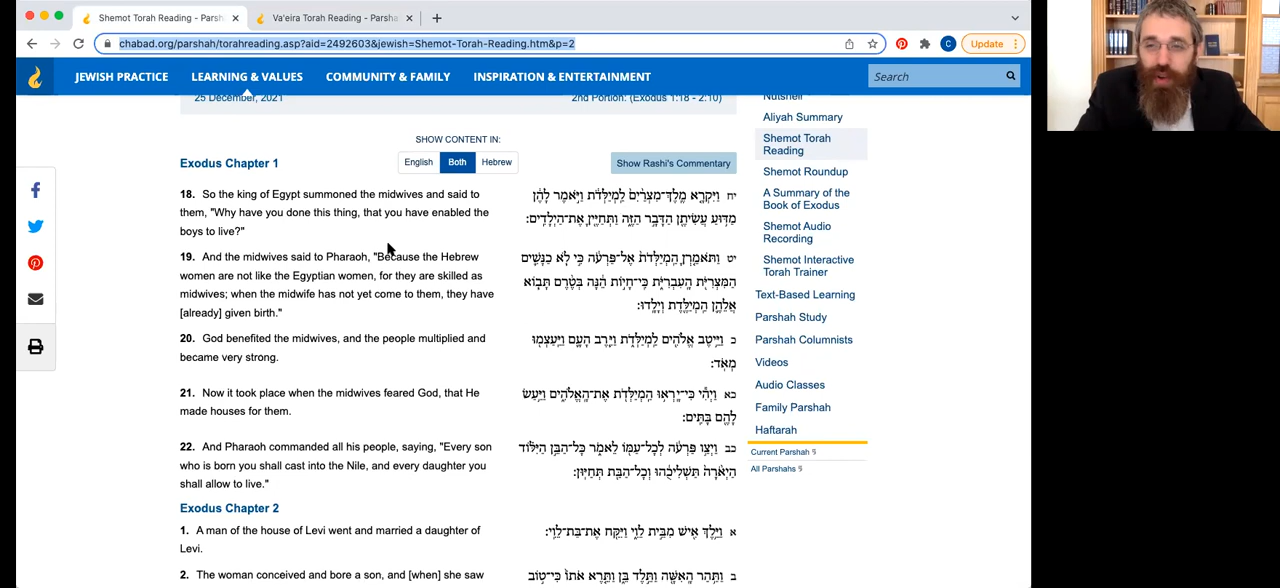 Shemot Torah Reading - Parsh
Va'eira Torah Reading - Parsha
chabad.org/parshah/torahreading.asp?aid=2492603&jewish=Shemot-Torah-Reading.htm&p=2
C
Update
JEWISH PRACTICE
LEARNING & VALUES
COMMUNITY & FAMILY
INSPIRATION & ENTERTAINMENT
Search
25 December, 2021
2nd Portion: (Exodus 1:18 - 2:10)
SHOW CONTENT IN:
English
Both
Hebrew
Show Rashi's Commentary
Exodus Chapter 1
18. So the king of Egypt summoned the midwives and said to
them, "Why have you done this thing, that you have enabled the
boys to live?"
יח וַיִּקְרָ֤א מֶֽלֶךְ־מִצְרַ֨יִם֙ לַֽמְיַלְּדֹ֔ת וַיֹּ֣אמֶר לָהֶ֔ן
מַדּ֥וּעַ עֲשִׂיתֶ֖ן הַדָּבָ֣ר הַזֶּ֑ה וַתְּחַיֶּ֖יןָ אֶת־הַיְלָדִֽים:
19. And the midwives said to Pharaoh, "Because the Hebrew
women are not like the Egyptian women, for they are skilled as
midwives; when the midwife has not yet come to them, they have
[already] given birth."
יט וַתֹּאמַ֤רְןָ הַֽמְיַלְּדֹת֙ אֶל־פַּרְעֹ֔ה כִּ֣י לֹ֧א כַנָּשִׁ֛ים
הַמִּצְרִיֹּ֖ת הָֽעִבְרִיֹּ֑ת כִּֽי־חָי֣וֹת הֵ֔נָּה בְּטֶ֨רֶם תָּב֧וֹא
אֲלֵהֶ֛ן הַֽמְיַלֶּ֖דֶת וְיָלָֽדוּ:
20. God benefited the midwives, and the people multiplied and
became very strong.
כ וַיֵּ֥יטֶב אֱלֹהִ֖ים לַֽמְיַלְּדֹ֑ת וַיִּ֧רֶב הָעָ֛ם וַיַּֽעַצְמ֖וּ
מְאֹֽד:
21. Now it took place when the midwives feared God, that He
made houses for them.
כא וַיְהִ֕י כִּי־יָֽרְא֥וּ הַֽמְיַלְּדֹ֖ת אֶת־הָֽאֱלֹהִ֑ים וַיַּ֥עַשׂ
לָהֶ֖ם בָּתִּֽים:
22. And Pharaoh commanded all his people, saying, "Every son
who is born you shall cast into the Nile, and every daughter you
shall allow to live."
כב וַיְצַ֣ו פַּרְעֹ֔ה לְכָל־עַמּ֖וֹ לֵאמֹ֑ר כָּל־הַבֵּ֣ן הַיִּלּ֗וֹד
הַיְאֹ֨רָה֙ תַּשְׁלִיכֻ֔הוּ וְכָל־הַבַּ֖ת תְּחַיּֽוּן:
Exodus Chapter 2
1. A man of the house of Levi went and married a daughter of
Levi.
א וַיֵּ֥לֶךְ אִ֖ישׁ מִבֵּ֣ית לֵוִ֑י וַיִּקַּ֖ח אֶת־בַּת־לֵוִֽי:
2. The woman conceived and bore a son, and [when] she saw
ב וַתַּ֥הַר הָֽאִשָּׁ֖ה וַתֵּ֣לֶד בֵּ֑ן וַתֵּ֤רֶא אֹתוֹ֙ כִּי־ט֣וֹב
Nutshell
Aliyah Summary
Shemot Torah
Reading
Shemot Roundup
A Summary of the
Book of Exodus
Shemot Audio
Recording
Shemot Interactive
Torah Trainer
Text-Based Learning
Parshah Study
Parshah Columnists
Videos
Audio Classes
Family Parshah
Haftarah
Current Parshah
All Parshahs